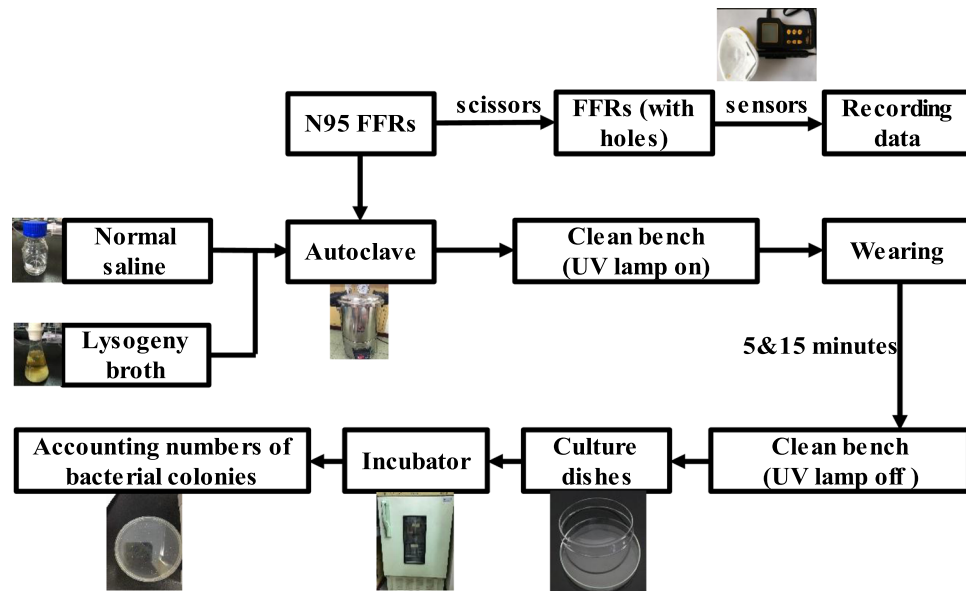 N95 FFRs
scissors
FFRs (with
holes)
sensors
Recording
data
Normal
saline
Autoclave
Clean bench
(UV lamp on)
Wearing
Lysogeny
broth
5&15 minutes
Accounting numbers of
bacterial colonies
Incubator
Culture
dishes
Clean bench
(UV lamp off )